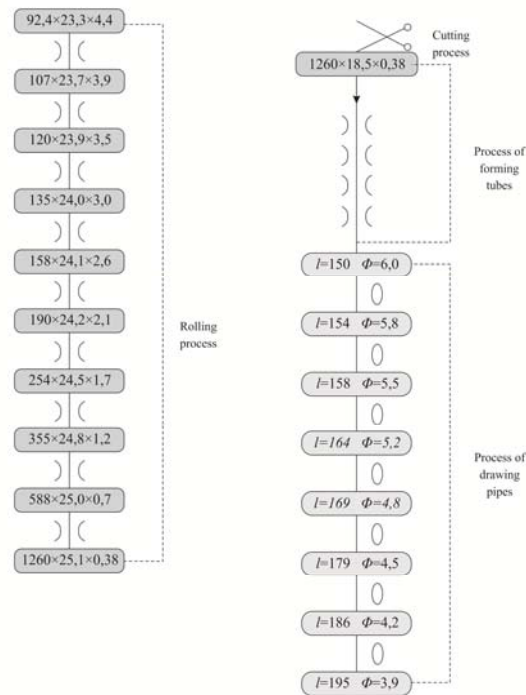 92,4×23,3×4,4
107×23,7×3,9
120×23,9×3,5
135×24,0×3,0
158×24,1×2,6
190×24,2×2,1
254×24,5×1,7
355×24,8×1,2
588×25,0×0,7
1260×25,1×0,38
Rolling
process
Cutting
process
1260×18,5×0,38
Process of
forming
tubes
l=150 Φ=6,0
l=154 Φ=5,8
l=158 Φ=5,5
l=164 Φ=5,2
l=169 Φ=4,8
l=179 Φ=4,5
l=186 Φ=4,2
l=195 Φ=3,9
Process of
drawing
pipes